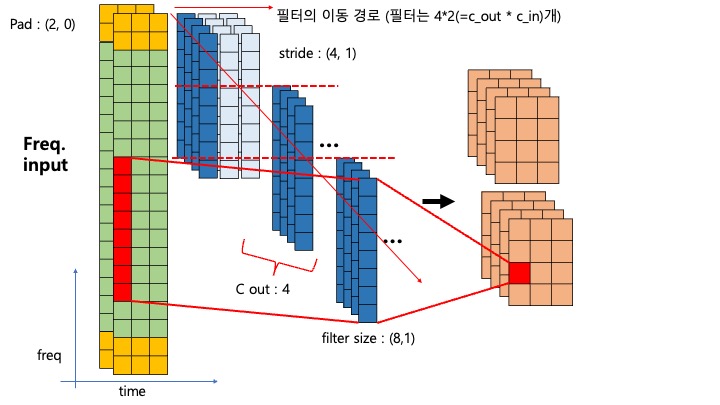 Pad : (2, 0)
필터의 이동 경로 (필터는 4*2(=c_out * c_in)개)
stride : (4, 1)
Freq.
input
...
...
C out : 4
filter size : (8,1)
freq
time